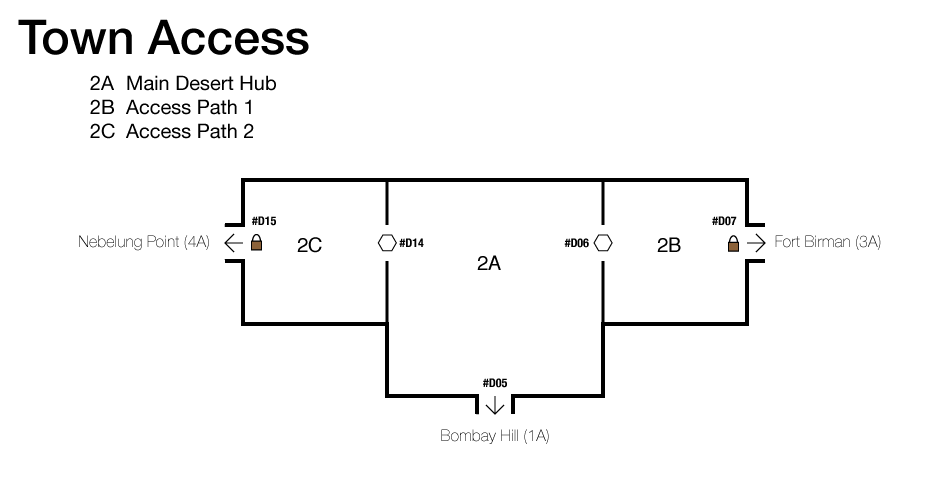 Town Access
2A Main Desert Hub
2B Access Path 1
2C Access Path 2
#D15
#D07
Nebelung Point (4A)
2C
#D14
#D06
2B
Fort Birman (3A)
2A
#D05
Bombay Hill (1A)